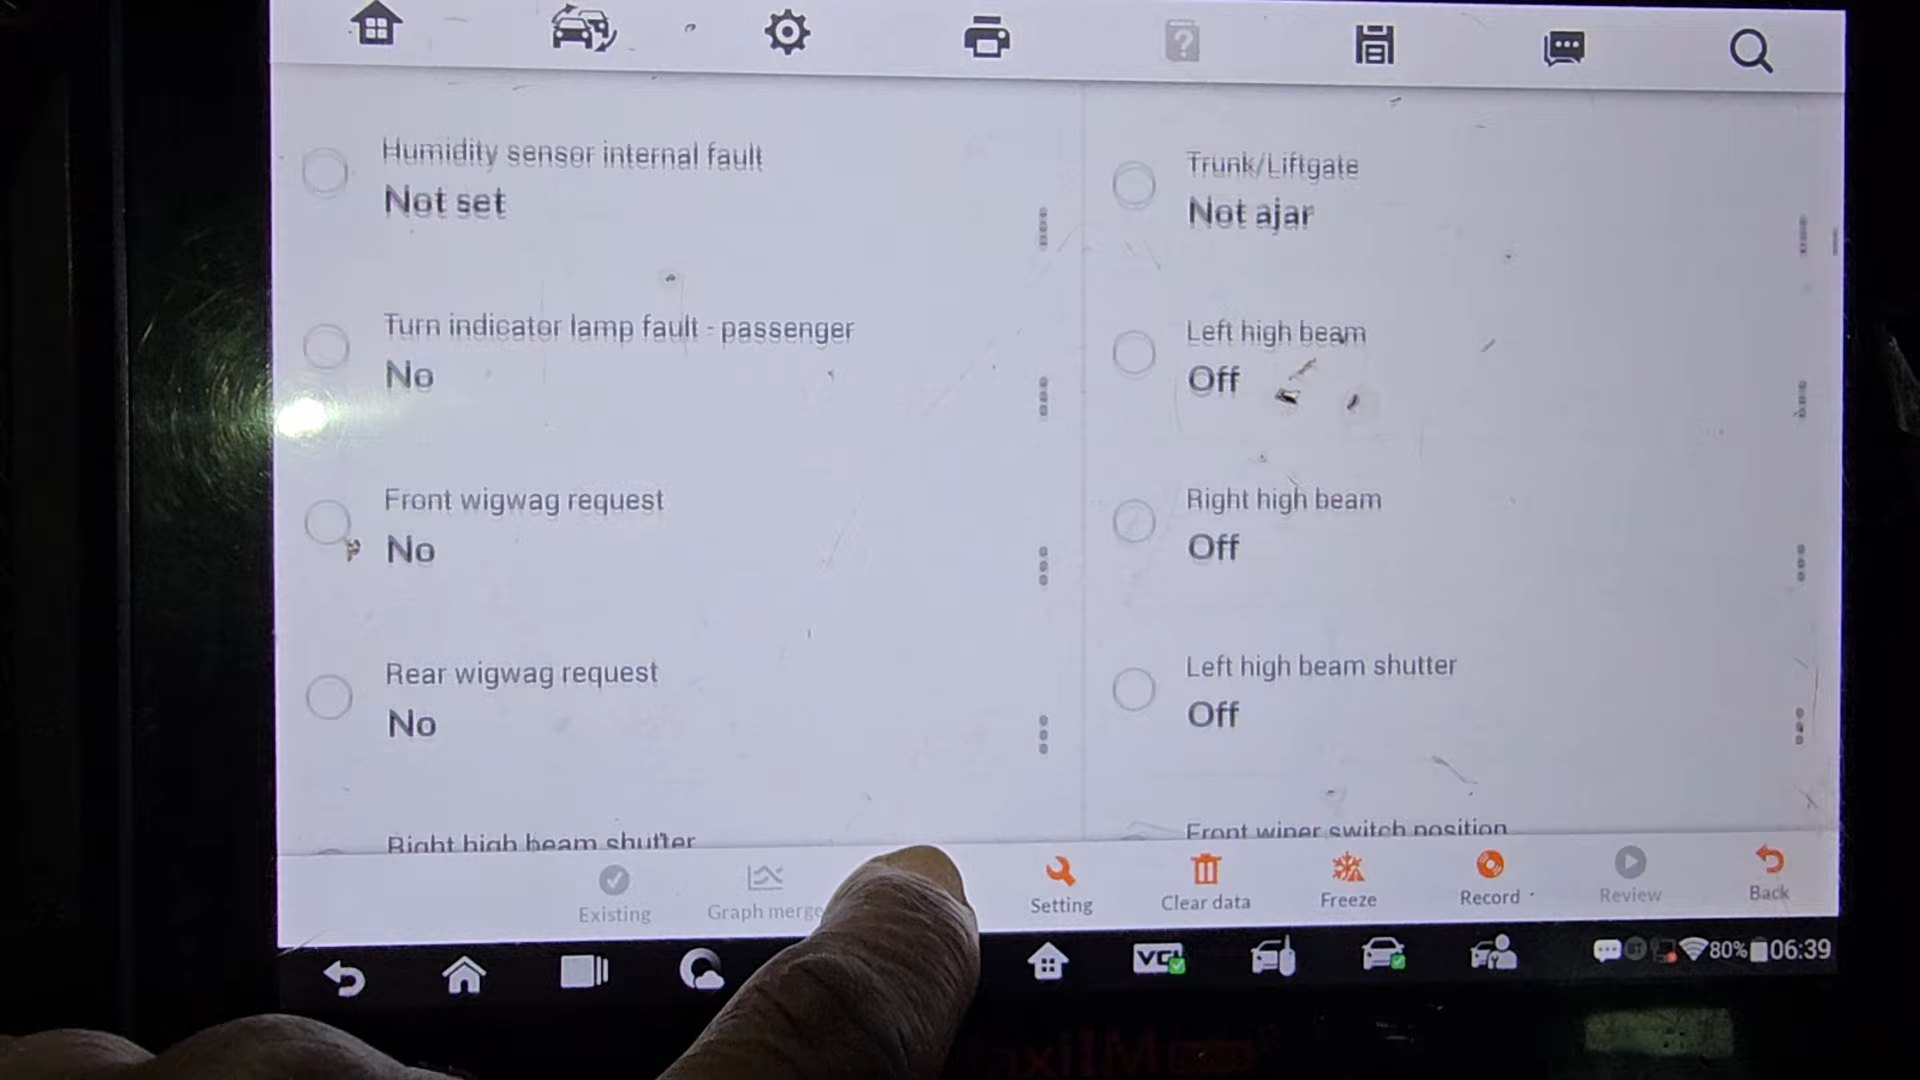 Humidity sensor internal fault
Not set
Trunk/Liftgate
Not ajar
Turn indicator lamp fault - passenger
No
Left high beam
Off
Front wigwag request
No
Right high beam
Off
Rear wigwag request
No
Left high beam shutter
Off
Right high beam shutter
Front wiper switch position
Existing
Graph merge
Setting
Clear data
Freeze
Record
Review
Back
VCI
80%
06:39